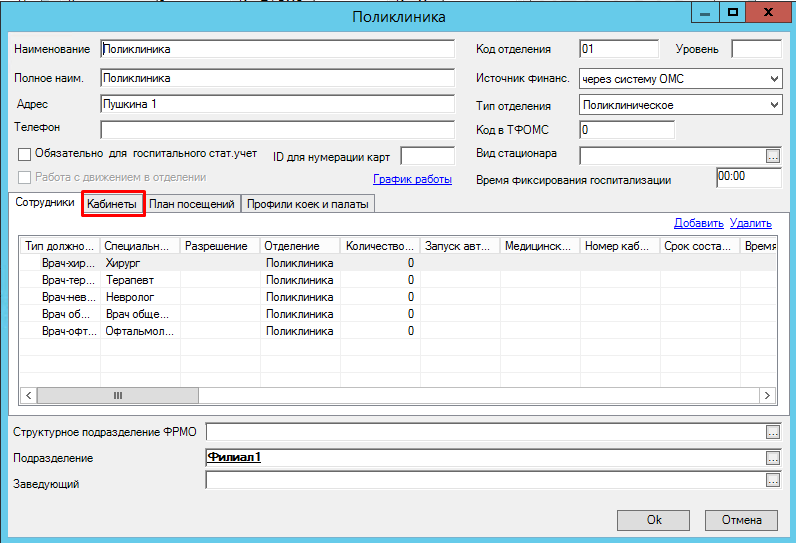 Поликлиника
Наименование Поликлиника Код отделения 01 Уровень
Полное наим. Поликлиника Источник финанс. через систему ОМС
Адрес Пушкина 1 Тип отделения Поликлиническое
Телефон Код в ТФОМС 0
Обязательно для госпитального стат.учет ID для нумерации карт Вид стационара ...
Работа с движением в отделении График работы Время фиксирования госпитализации 00:00
Сотрудники Кабинеты План посещений Профили коек и палаты
Добавить Удалить
Тип должно... Специальн... Разрешение Отделение Количество... Запуск авт... Медицинск... Номер каб... Срок соста... Время
Врач-хир... Хирург Поликлиника 0
Врач-тер... Терапевт Поликлиника 0
Врач-нев... Невролог Поликлиника 0
Врач об... Врач обще... Поликлиника 0
Врач-офт... Офтальмол... Поликлиника 0
Структурное подразделение ФРМО ...
Подразделение Филиал1 ...
Заведующий ...
Ok Отмена